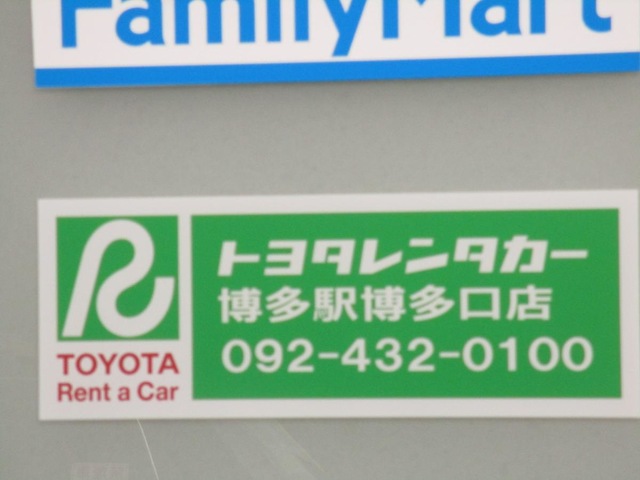 FamilyMart
R
トヨタレンタカー
博多駅博多口店
092-432-0100
TOYOTA
Rent a Car